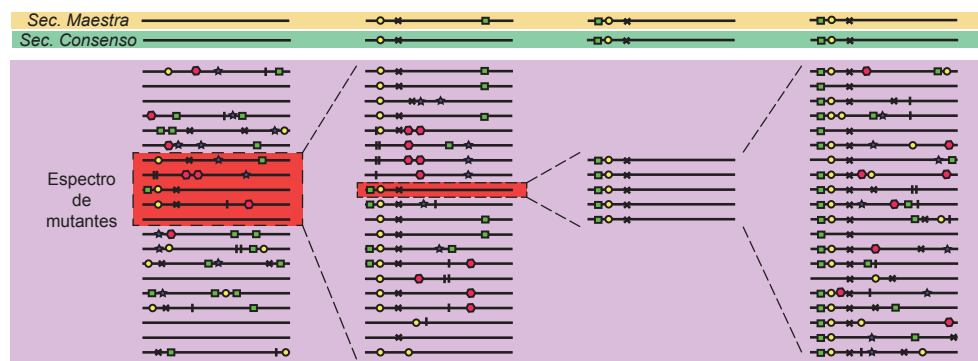 Sec. Maestra
Sec. Consenso
Espectro
de
mutantes